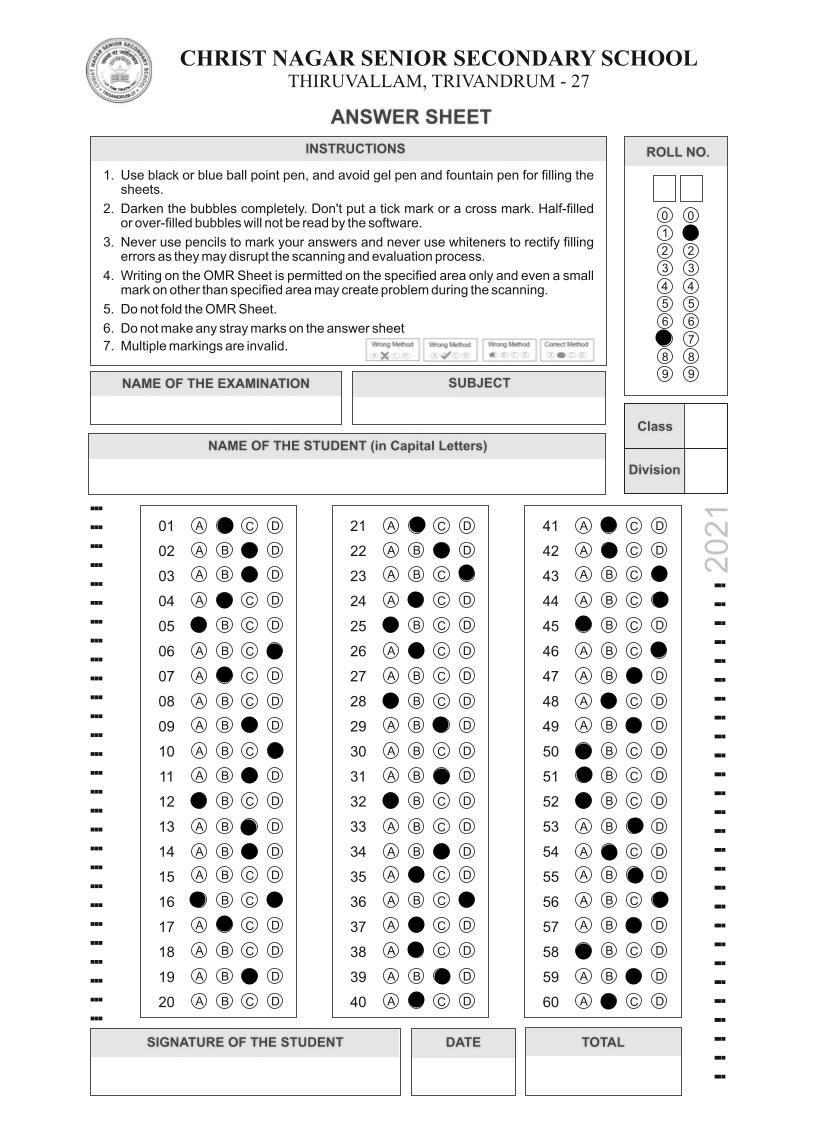 CHRIST NAGAR SENIOR SECONDARY SCHOOL
THIRUVALLAM, TRIVANDRUM - 27
ANSWER SHEET
INSTRUCTIONS
1. Use black or blue ball point pen, and avoid gel pen and fountain pen for filling the
sheets.
2. Darken the bubbles completely. Don't put a tick mark or a cross mark. Half-filled
or over-filled bubbles will not be read by the software.
3. Never use pencils to mark your answers and never use whiteners to rectify filling
errors as they may disrupt the scanning and evaluation process.
4. Writing on the OMR Sheet is permitted on the specified area only and even a small
mark on other than specified area may create problem during the scanning.
5. Do not fold the OMR Sheet.
6. Do not make any stray marks on the answer sheet
7. Multiple markings are invalid.
Wrong Method Wrong Method Wrong Method Correct Method
ROLL NO.
0 0
1
2 2
3 3
4 4
5 5
6 6
7
8 8
9 9
NAME OF THE EXAMINATION
SUBJECT
Class
NAME OF THE STUDENT (in Capital Letters)
Division
2021
01 A C D
02 A B D
03 A B D
04 A C D
05 B C D
06 A B C
07 A C D
08 A B C D
09 A B D
10 A B C
11 A B D
12 B C D
13 A B D
14 A B D
15 A B C D
16 B C
17 A C D
18 A B C D
19 A B D
20 A B C D
21 A C D
22 A B D
23 A B C
24 A C D
25 B C D
26 A C D
27 A B C D
28 B C D
29 A B D
30 A B C D
31 A B D
32 B C D
33 A B C D
34 A B D
35 A C D
36 A B C
37 A C D
38 A C D
39 A B D
40 A C D
41 A C D
42 A C D
43 A B C
44 A B C
45 B C D
46 A B C
47 A B D
48 A C D
49 A B D
50 B C D
51 B C D
52 B C D
53 A B D
54 A C D
55 A B D
56 A B C
57 A B D
58 B C D
59 A B D
60 A C D
SIGNATURE OF THE STUDENT
DATE
TOTAL